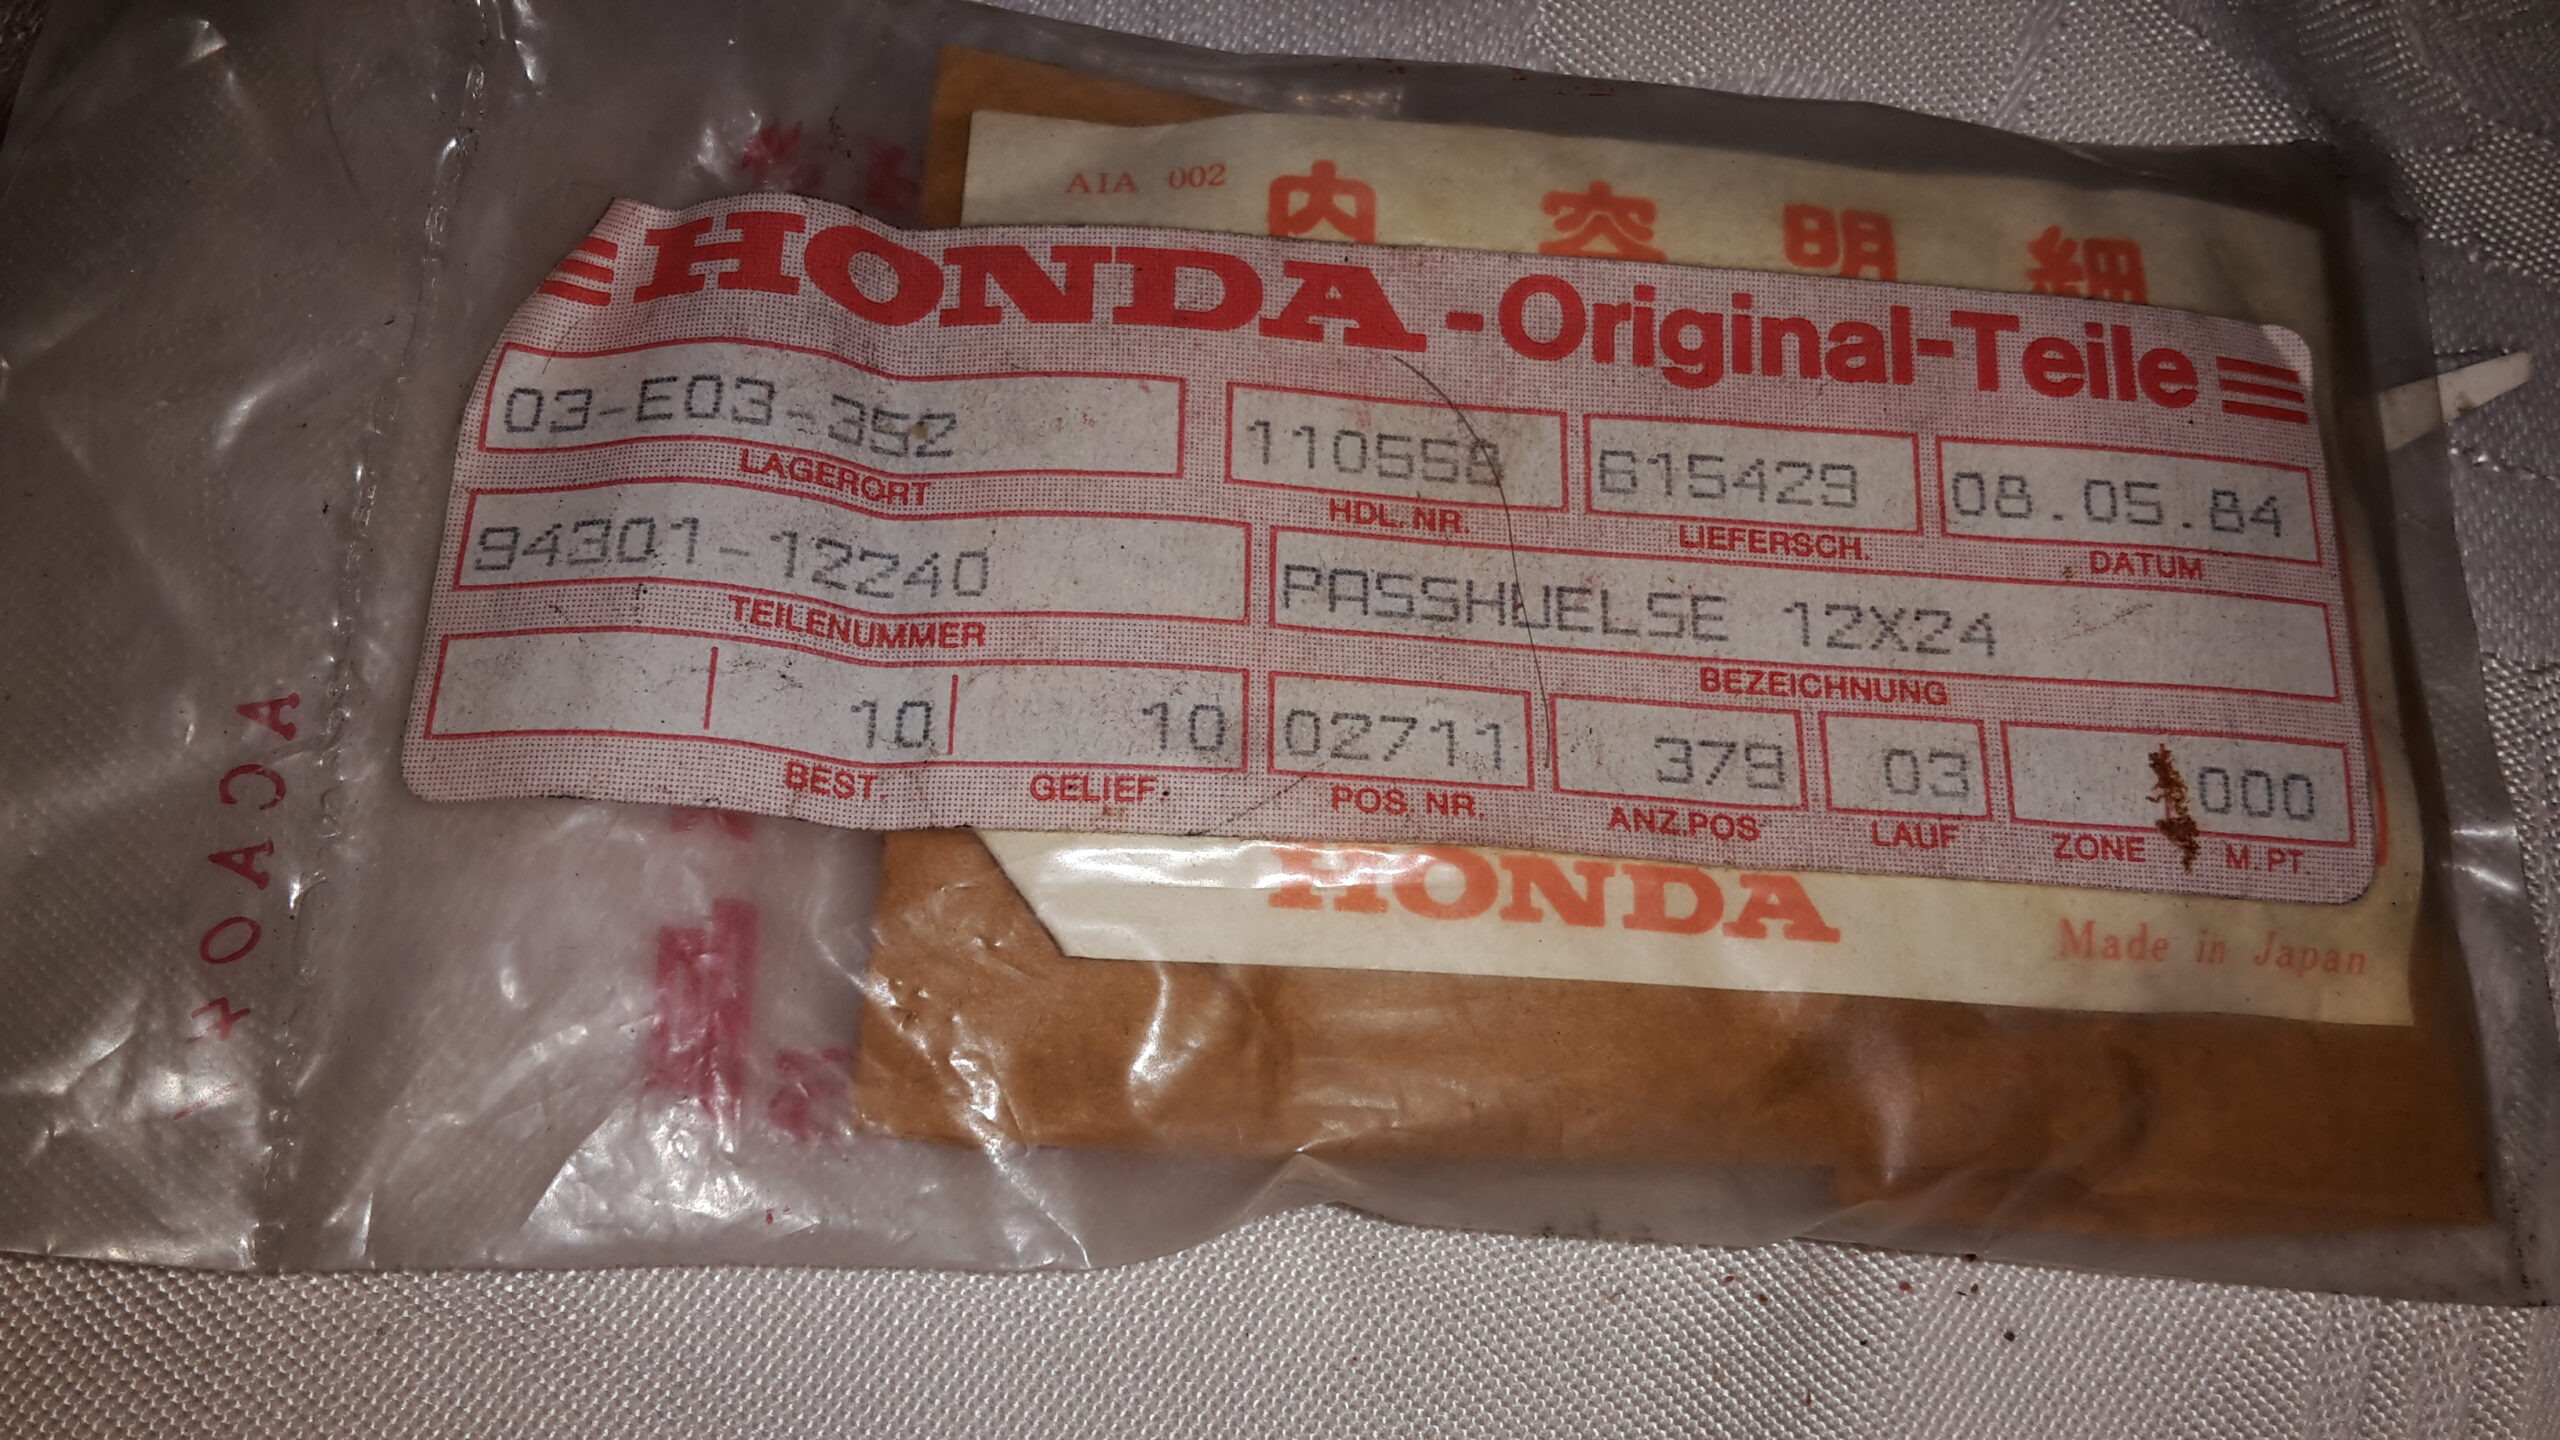 AIA 002
内容明細
HONDA-Original-Teile
03-E03-352
LAGERORT
110558
HDL. NR.
615429
LIEFERSCH.
08.05.84
DATUM
94301-12240
TEILENUMMER
PASSHUELSE 12X24
BEZEICHNUNG
10
BEST.
10
GELIEF.
02711
POS. NR.
379
ANZ.POS
03
LAUF
000
ZONE
M.PT.
HONDA
Made in Japan